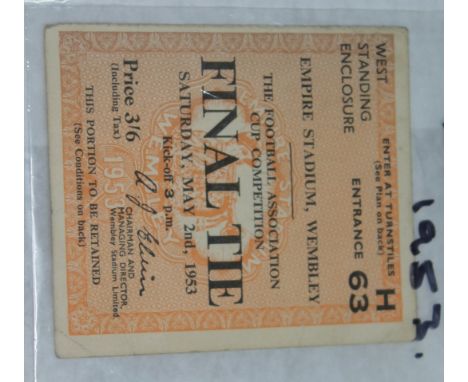 EMPIRE STADIUM, WEMBLEY
THE FOOTBALL ASSOCIATION
CUP COMPETITION
FINAL TIE
SATURDAY, MAY 2nd, 1953
Kick-off 3 p.m.
Price 3/6
(Including Tax)
CHAIRMAN AND
MANAGING DIRECTOR,
Wembley Stadium Limited.
THIS PORTION TO BE RETAINED
(See Conditions on back)
WEST
STANDING
ENCLOSURE
ENTER AT TURNSTILES H
(See Plan on back)
ENTRANCE 63
1953
1953.